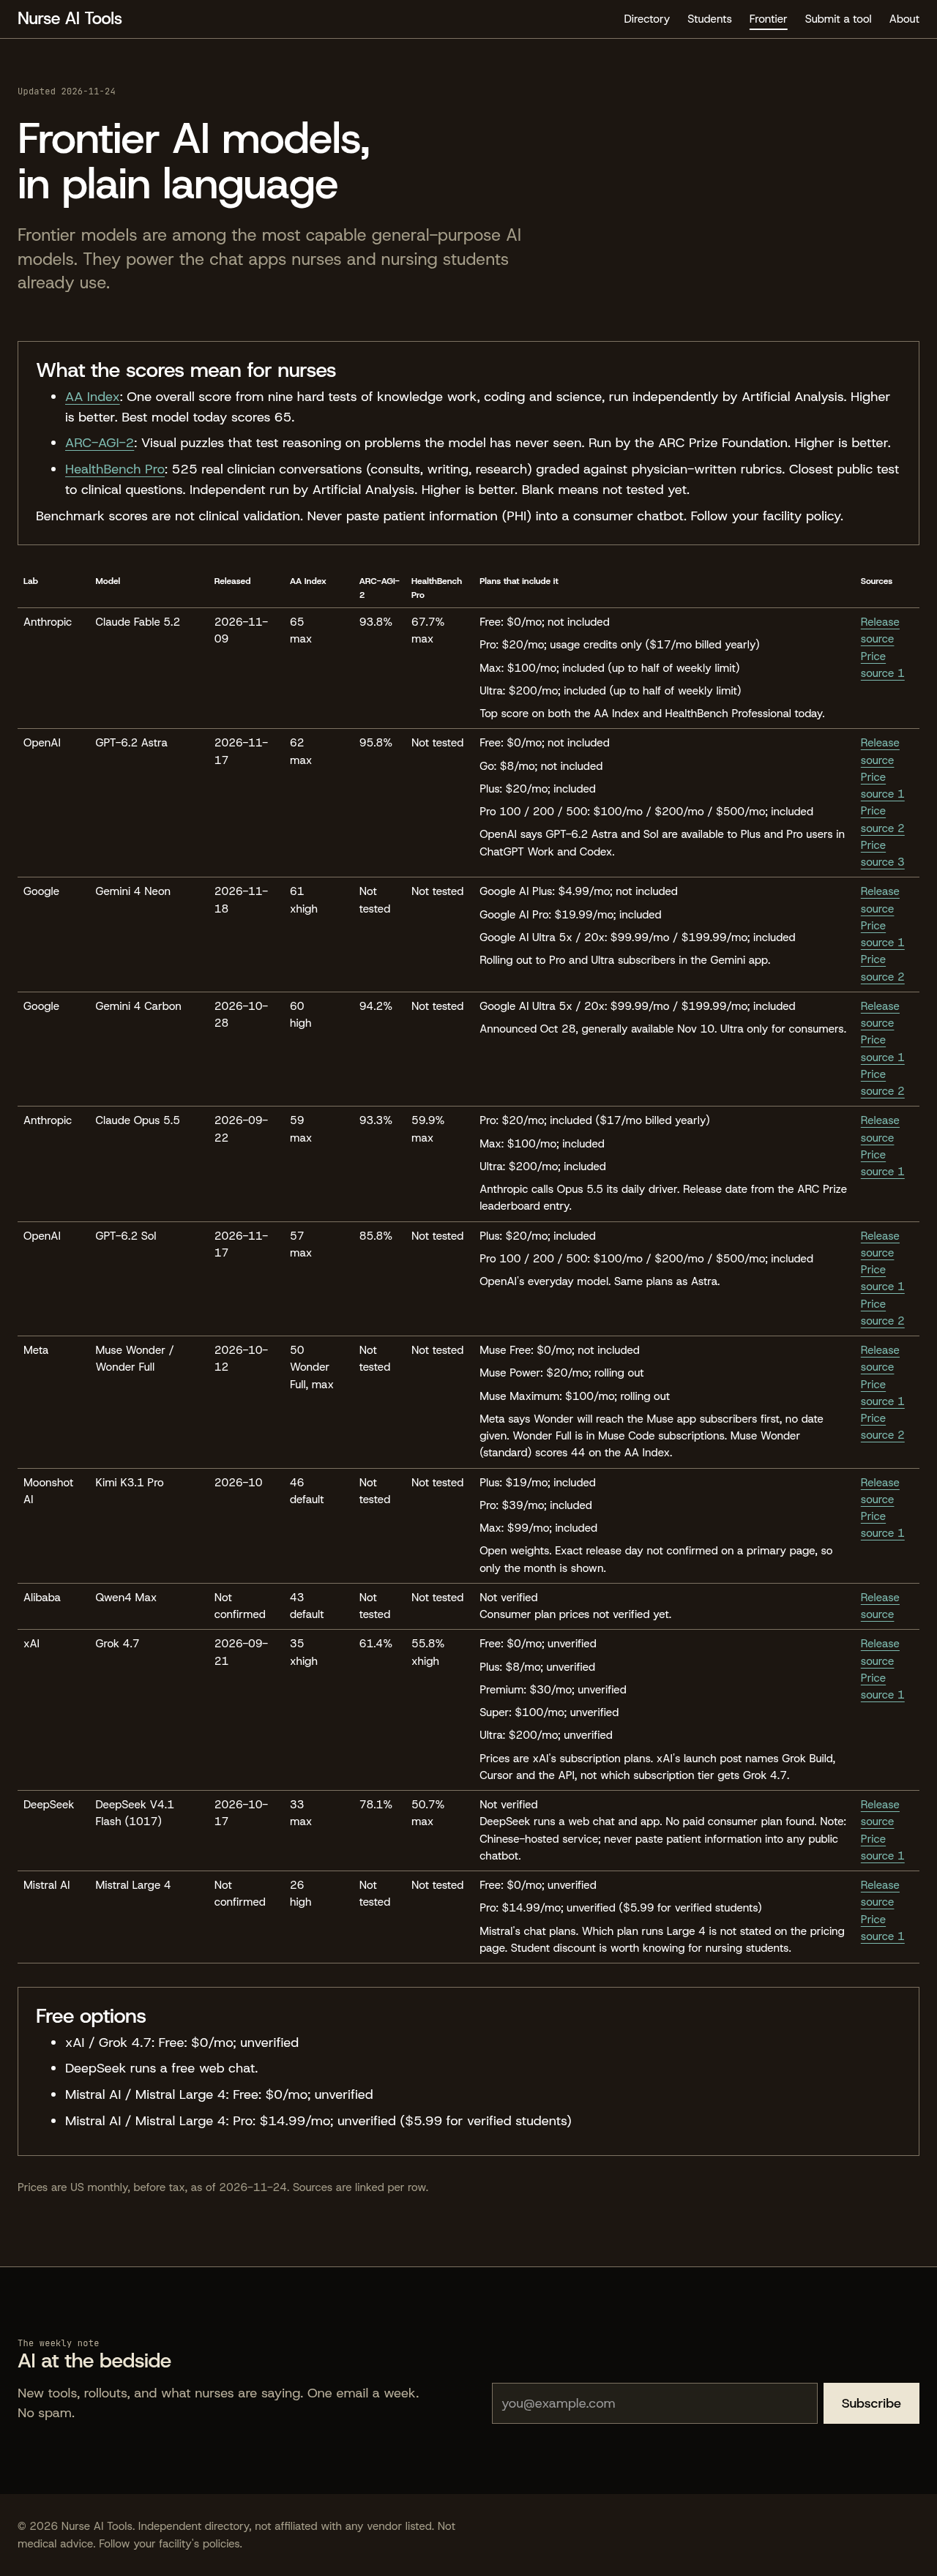 Nurse AI Tools
Directory Students Frontier Submit a tool About
Updated 2026-11-24
Frontier AI models,
in plain language
Frontier models are among the most capable general-purpose AI
models. They power the chat apps nurses and nursing students
already use.
What the scores mean for nurses
AA Index: One overall score from nine hard tests of knowledge work, coding and science, run independently by Artificial Analysis. Higher
is better. Best model today scores 65.
ARC-AGI-2: Visual puzzles that test reasoning on problems the model has never seen. Run by the ARC Prize Foundation. Higher is better.
HealthBench Pro: 525 real clinician conversations (consults, writing, research) graded against physician-written rubrics. Closest public test
to clinical questions. Independent run by Artificial Analysis. Higher is better. Blank means not tested yet.
Benchmark scores are not clinical validation. Never paste patient information (PHI) into a consumer chatbot. Follow your facility policy.
Lab
Model
Released
AA Index
ARC-AGI-
2
HealthBench
Pro
Plans that include it
Sources
Anthropic
Claude Fable 5.2
2026-11-
09
65
max
93.8%
67.7%
max
Free: $0/mo; not included
Pro: $20/mo; usage credits only ($17/mo billed yearly)
Max: $100/mo; included (up to half of weekly limit)
Ultra: $200/mo; included (up to half of weekly limit)
Top score on both the AA Index and HealthBench Professional today.
Release
source
Price
source 1
OpenAI
GPT-6.2 Astra
2026-11-
17
62
max
95.8%
Not tested
Free: $0/mo; not included
Go: $8/mo; not included
Plus: $20/mo; included
Pro 100 / 200 / 500: $100/mo / $200/mo / $500/mo; included
OpenAI says GPT-6.2 Astra and Sol are available to Plus and Pro users in
ChatGPT Work and Codex.
Release
source
Price
source 1
Price
source 2
Price
source 3
Google
Gemini 4 Neon
2026-11-
18
61
xhigh
Not
tested
Not tested
Google AI Plus: $4.99/mo; not included
Google AI Pro: $19.99/mo; included
Google AI Ultra 5x / 20x: $99.99/mo / $199.99/mo; included
Rolling out to Pro and Ultra subscribers in the Gemini app.
Release
source
Price
source 1
Price
source 2
Google
Gemini 4 Carbon
2026-10-
28
60
high
94.2%
Not tested
Google AI Ultra 5x / 20x: $99.99/mo / $199.99/mo; included
Announced Oct 28, generally available Nov 10. Ultra only for consumers.
Release
source
Price
source 1
Price
source 2
Anthropic
Claude Opus 5.5
2026-09-
22
59
max
93.3%
59.9%
max
Pro: $20/mo; included ($17/mo billed yearly)
Max: $100/mo; included
Ultra: $200/mo; included
Anthropic calls Opus 5.5 its daily driver. Release date from the ARC Prize
leaderboard entry.
Release
source
Price
source 1
OpenAI
GPT-6.2 Sol
2026-11-
17
57
max
85.8%
Not tested
Plus: $20/mo; included
Pro 100 / 200 / 500: $100/mo / $200/mo / $500/mo; included
OpenAI's everyday model. Same plans as Astra.
Release
source
Price
source 1
Price
source 2
Meta
Muse Wonder /
Wonder Full
2026-10-
12
50
Wonder
Full, max
Not
tested
Not tested
Muse Free: $0/mo; not included
Muse Power: $20/mo; rolling out
Muse Maximum: $100/mo; rolling out
Meta says Wonder will reach the Muse app subscribers first, no date
given. Wonder Full is in Muse Code subscriptions. Muse Wonder
(standard) scores 44 on the AA Index.
Release
source
Price
source 1
Price
source 2
Moonshot
AI
Kimi K3.1 Pro
2026-10
46
default
Not
tested
Not tested
Plus: $19/mo; included
Pro: $39/mo; included
Max: $99/mo; included
Open weights. Exact release day not confirmed on a primary page, so
only the month is shown.
Release
source
Price
source 1
Alibaba
Qwen4 Max
Not
confirmed
43
default
Not
tested
Not tested
Not verified
Consumer plan prices not verified yet.
Release
source
xAI
Grok 4.7
2026-09-
21
35
xhigh
61.4%
55.8%
xhigh
Free: $0/mo; unverified
Plus: $8/mo; unverified
Premium: $30/mo; unverified
Super: $100/mo; unverified
Ultra: $200/mo; unverified
Prices are xAI's subscription plans. xAI's launch post names Grok Build,
Cursor and the API, not which subscription tier gets Grok 4.7.
Release
source
Price
source 1
DeepSeek
DeepSeek V4.1
Flash (1017)
2026-10-
17
33
max
78.1%
50.7%
max
Not verified
DeepSeek runs a web chat and app. No paid consumer plan found. Note:
Chinese-hosted service; never paste patient information into any public
chatbot.
Release
source
Price
source 1
Mistral AI
Mistral Large 4
Not
confirmed
26
high
Not
tested
Not tested
Free: $0/mo; unverified
Pro: $14.99/mo; unverified ($5.99 for verified students)
Mistral's chat plans. Which plan runs Large 4 is not stated on the pricing
page. Student discount is worth knowing for nursing students.
Release
source
Price
source 1
Free options
xAI / Grok 4.7: Free: $0/mo; unverified
DeepSeek runs a free web chat.
Mistral AI / Mistral Large 4: Free: $0/mo; unverified
Mistral AI / Mistral Large 4: Pro: $14.99/mo; unverified ($5.99 for verified students)
Prices are US monthly, before tax, as of 2026-11-24. Sources are linked per row.
The weekly note
AI at the bedside
New tools, rollouts, and what nurses are saying. One email a week.
No spam.
you@example.com
Subscribe
© 2026 Nurse AI Tools. Independent directory, not affiliated with any vendor listed. Not
medical advice. Follow your facility's policies.